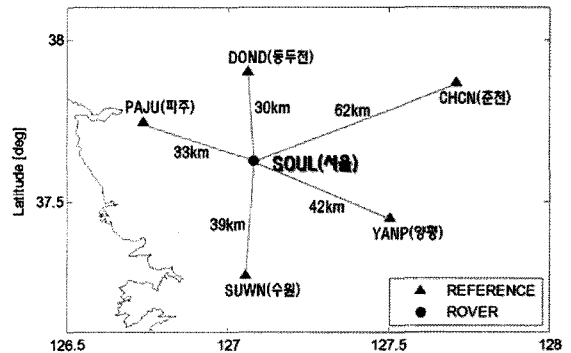 38
DOND(동두천)
PAJU(파주)
CHCN(춘천)
30km
62km
33km
SOUL(서울)
Latitude [deg]
37.5
39km
42km
YANP(양평)
SUWN(수원)
REFERENCE
ROVER
126.5
127
127.5
128